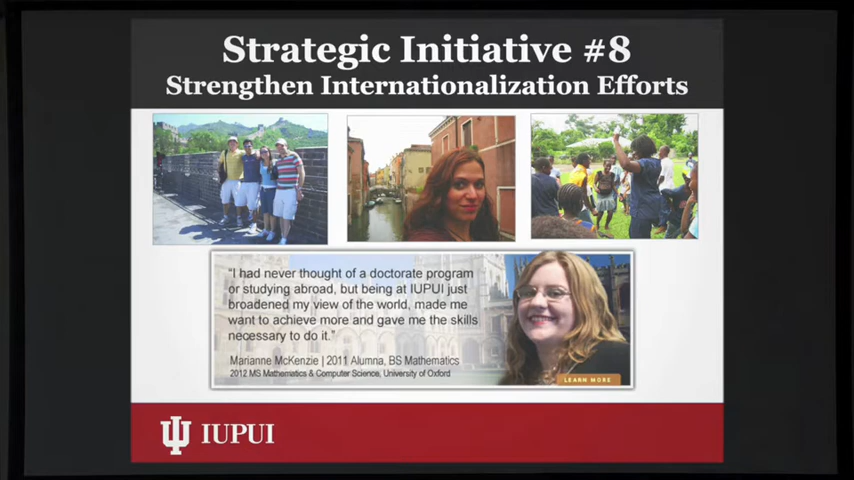 Strategic Initiative #8
Strengthen Internationalization Efforts
“I had never thought of a doctorate program
or studying abroad, but being at IUPUI just
broadened my view of the world, made me
want to achieve more and gave me the skills
necessary to do it.”
Marianne McKenzie | 2011 Alumna, BS Mathematics
2012 MS Mathematics & Computer Science, University of Oxford
LEARN MORE
IUPUI